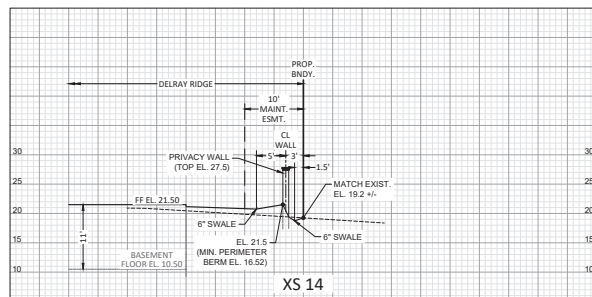 PROP.
BNDY.
DELRAY RIDGE
10'
MAINT.
ESMT.
CL
WALL
5'
3'
1.5'
30
30
PRIVACY WALL
(TOP EL. 27.5)
MATCH EXIST.
EL. 19.2 +/-
25
25
FF EL. 21.50
6" SWALE
20
20
11'
EL. 21.5
(MIN. PERIMETER
BERM EL. 16.52)
6" SWALE
15
15
BASEMENT
FLOOR EL. 10.50
10
10
XS 14